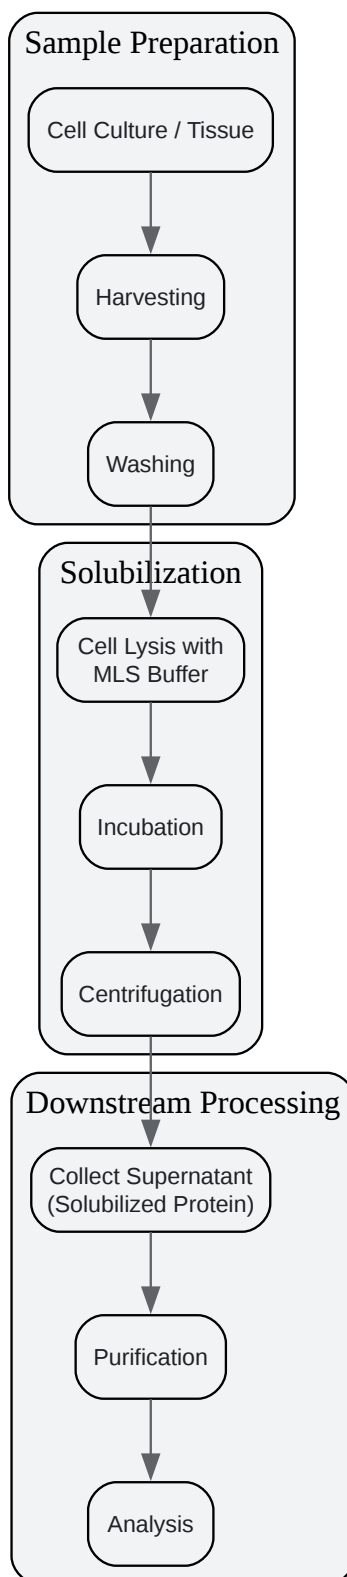 Sample Preparation
Cell Culture / Tissue
Harvesting
Washing
Solubilization
Cell Lysis with
MLS Buffer
Incubation
Centrifugation
Downstream Processing
Collect Supernatant
(Solubilized Protein)
Purification
Analysis